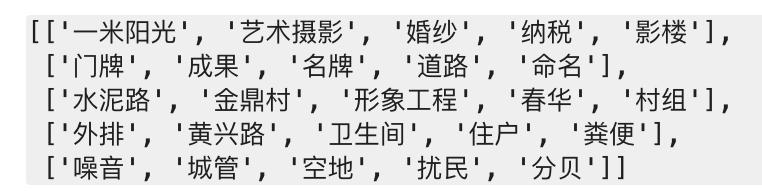 [['一米阳光', '艺术摄影', '婚纱', '纳税', '影楼'],
['门牌', '成果', '名牌', '道路', '命名'],
['水泥路', '金鼎村', '形象工程', '春华', '村组'],
['外排', '黄兴路', '卫生间', '住户', '粪便'],
['噪音', '城管', '空地', '扰民', '分贝']]